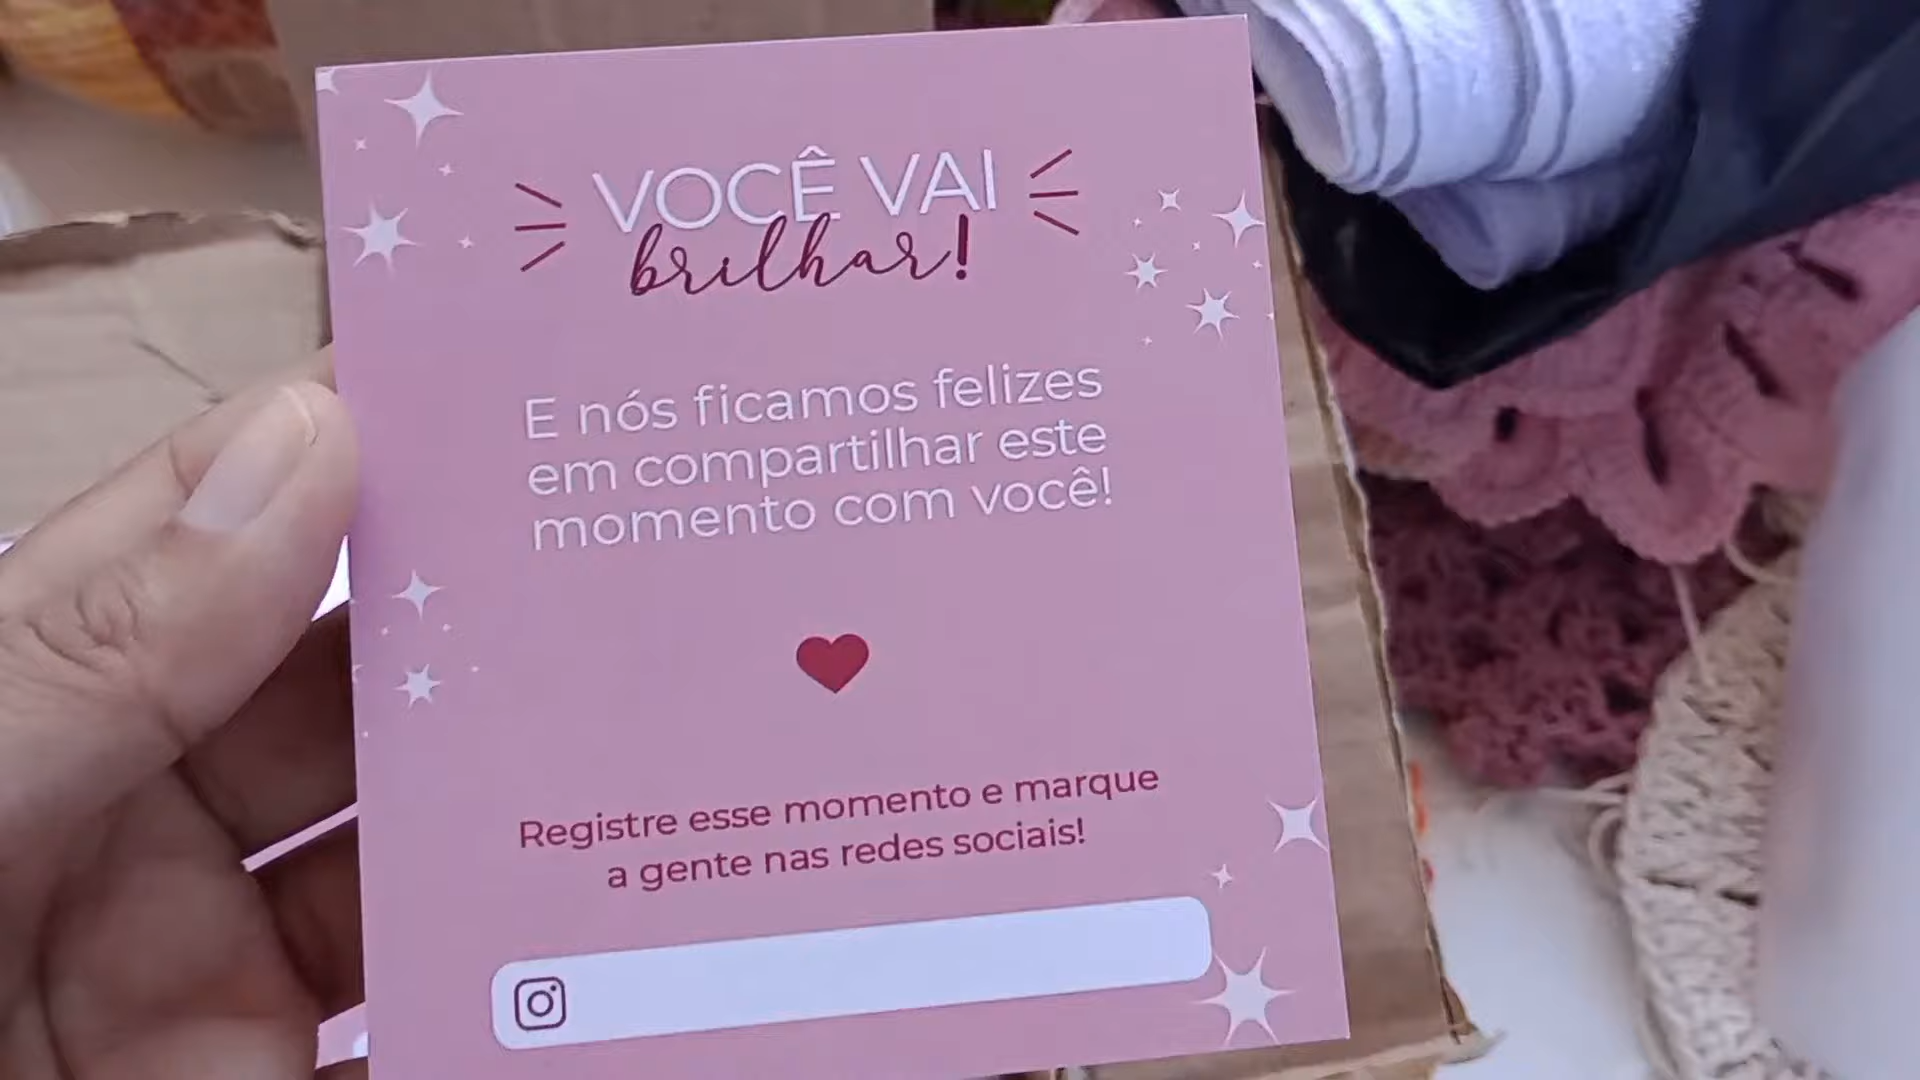 VOCÊ VAI
brilhar!
E nós ficamos felizes
em compartilhar este
momento com você!
Registre esse momento e marque
a gente nas redes sociais!